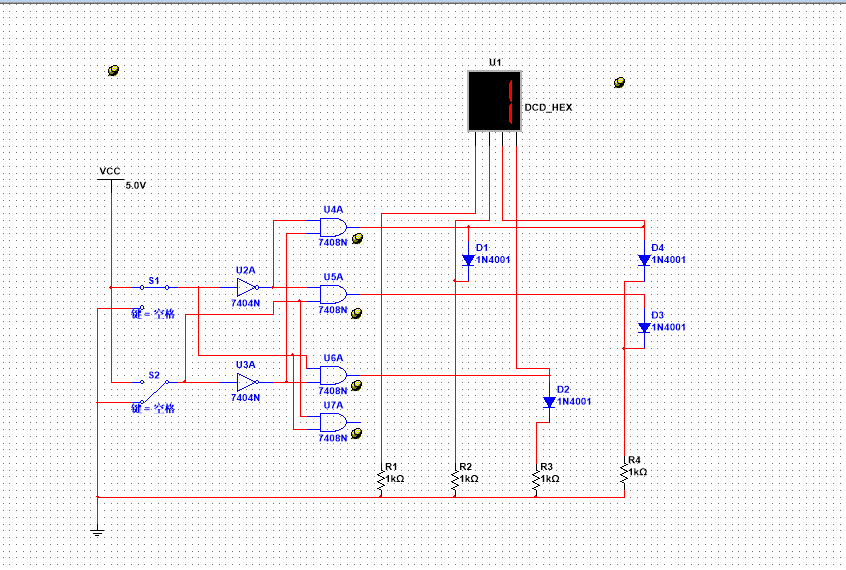 U1
DCD_HEX
VCC
5.0V
U4A
7408N
D1
1N4001
D4
1N4001
S1
键 = 空格
U2A
7404N
U5A
7408N
D3
1N4001
S2
键 = 空格
U3A
7404N
U6A
7408N
D2
1N4001
U7A
7408N
R1
1kΩ
R2
1kΩ
R3
1kΩ
R4
1kΩ